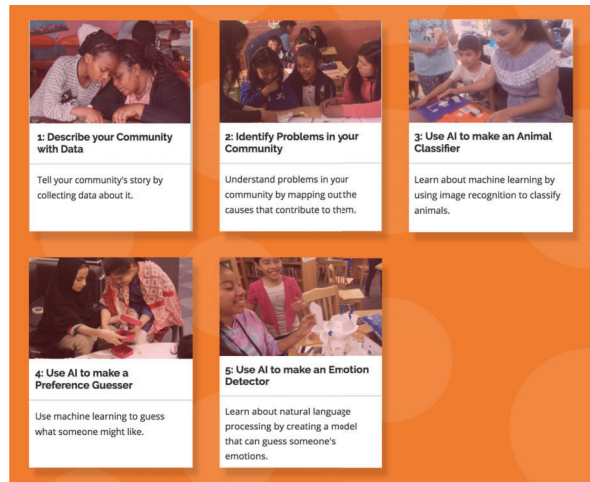 1: Describe your Community
with Data
Tell your community's story by
collecting data about it.
2: Identify Problems in your
Community
Understand problems in your
community by mapping out the
causes that contribute to them.
3: Use AI to make an Animal
Classifier
Learn about machine learning by
using image recognition to classify
animals.
4: Use AI to make a
Preference Guesser
Use machine learning to guess
what someone might like.
5: Use AI to make an Emotion
Detector
Learn about natural language
processing by creating a model
that can guess someone's
emotions.